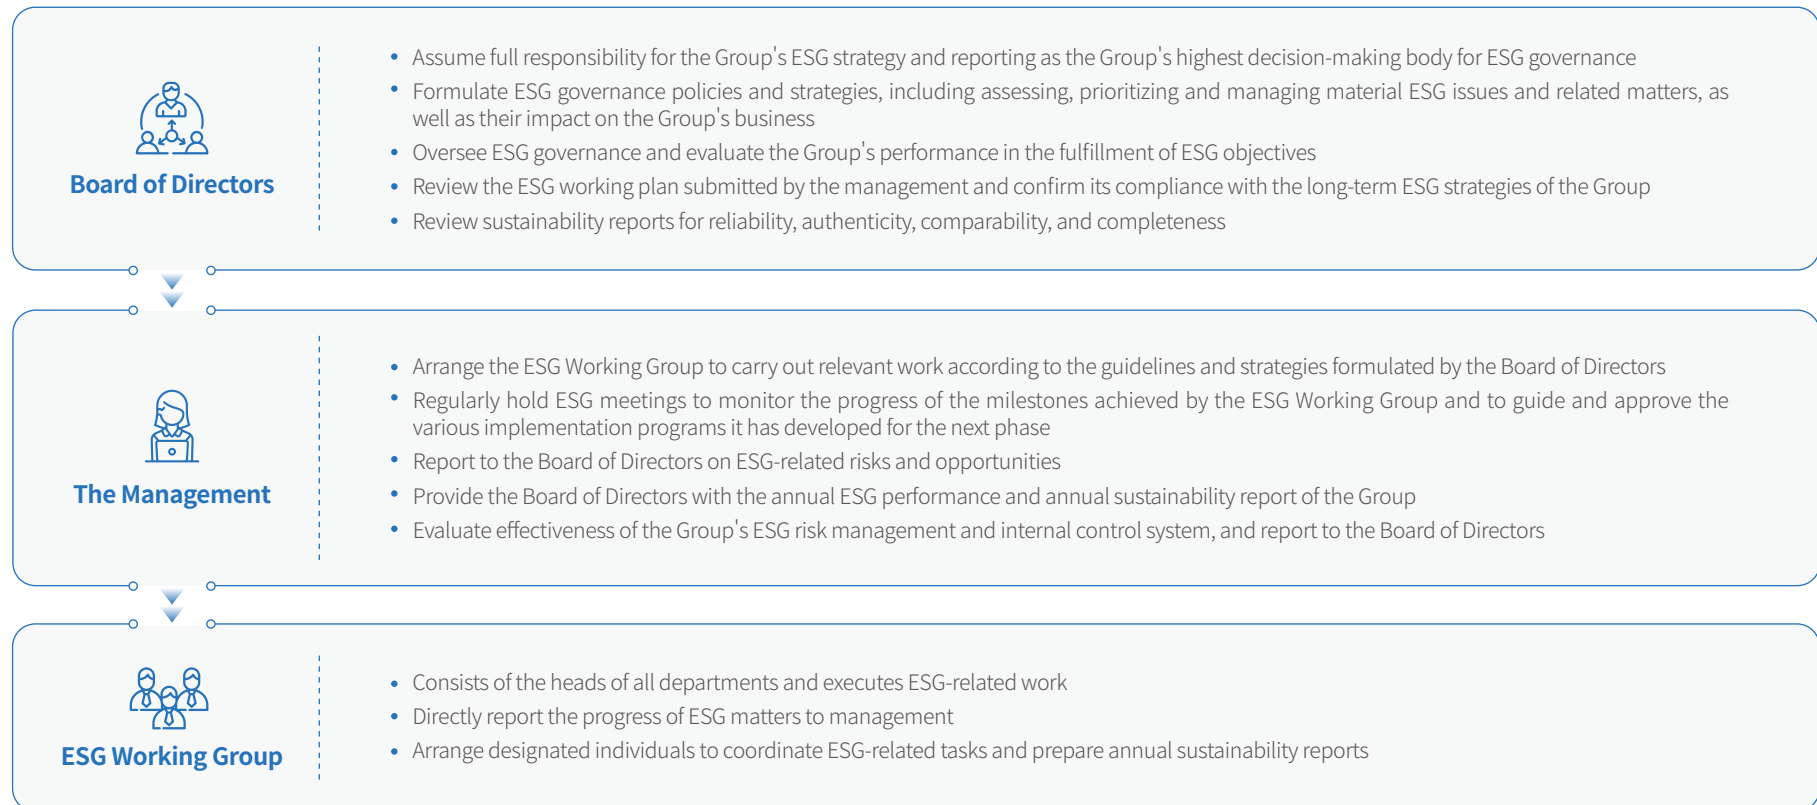 Board of Directors
• Assume full responsibility for the Group's ESG strategy and reporting as the Group's highest decision-making body for ESG governance
• Formulate ESG governance policies and strategies, including assessing, prioritizing and managing material ESG issues and related matters, as
well as their impact on the Group's business
• Oversee ESG governance and evaluate the Group's performance in the fulfillment of ESG objectives
• Review the ESG working plan submitted by the management and confirm its compliance with the long-term ESG strategies of the Group
• Review sustainability reports for reliability, authenticity, comparability, and completeness
The Management
• Arrange the ESG Working Group to carry out relevant work according to the guidelines and strategies formulated by the Board of Directors
• Regularly hold ESG meetings to monitor the progress of the milestones achieved by the ESG Working Group and to guide and approve the
various implementation programs it has developed for the next phase
• Report to the Board of Directors on ESG-related risks and opportunities
• Provide the Board of Directors with the annual ESG performance and annual sustainability report of the Group
• Evaluate effectiveness of the Group's ESG risk management and internal control system, and report to the Board of Directors
ESG Working Group
• Consists of the heads of all departments and executes ESG-related work
• Directly report the progress of ESG matters to management
• Arrange designated individuals to coordinate ESG-related tasks and prepare annual sustainability reports